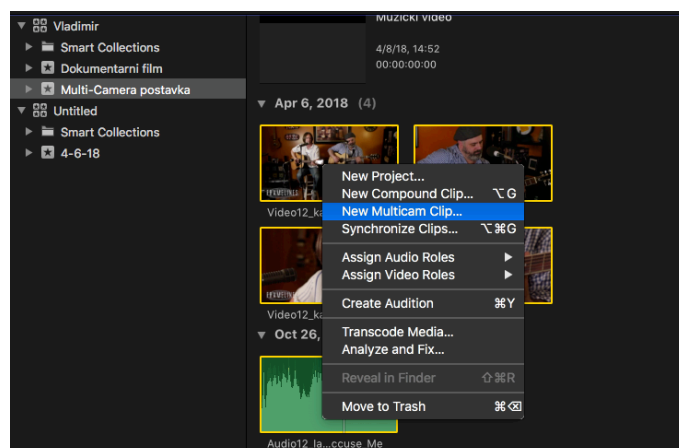 Vladimir
Smart Collections
Dokumentarni film
Multi-Camera postavka
Untitled
Smart Collections
4-6-18
Muzicki video
4/8/18, 14:52
00:00:00:00
Apr 6, 2018 (4)
Video12_ka
Video12_ka
Oct 26,
Audio12_la...ccuse_Me
New Project...
New Compound Clip... ⌥G
New Multicam Clip...
Synchronize Clips... ⌥⌘G
Assign Audio Roles
Assign Video Roles
Create Audition ⌘Y
Transcode Media...
Analyze and Fix...
Reveal in Finder ⇧⌘R
Move to Trash ⌘⌫